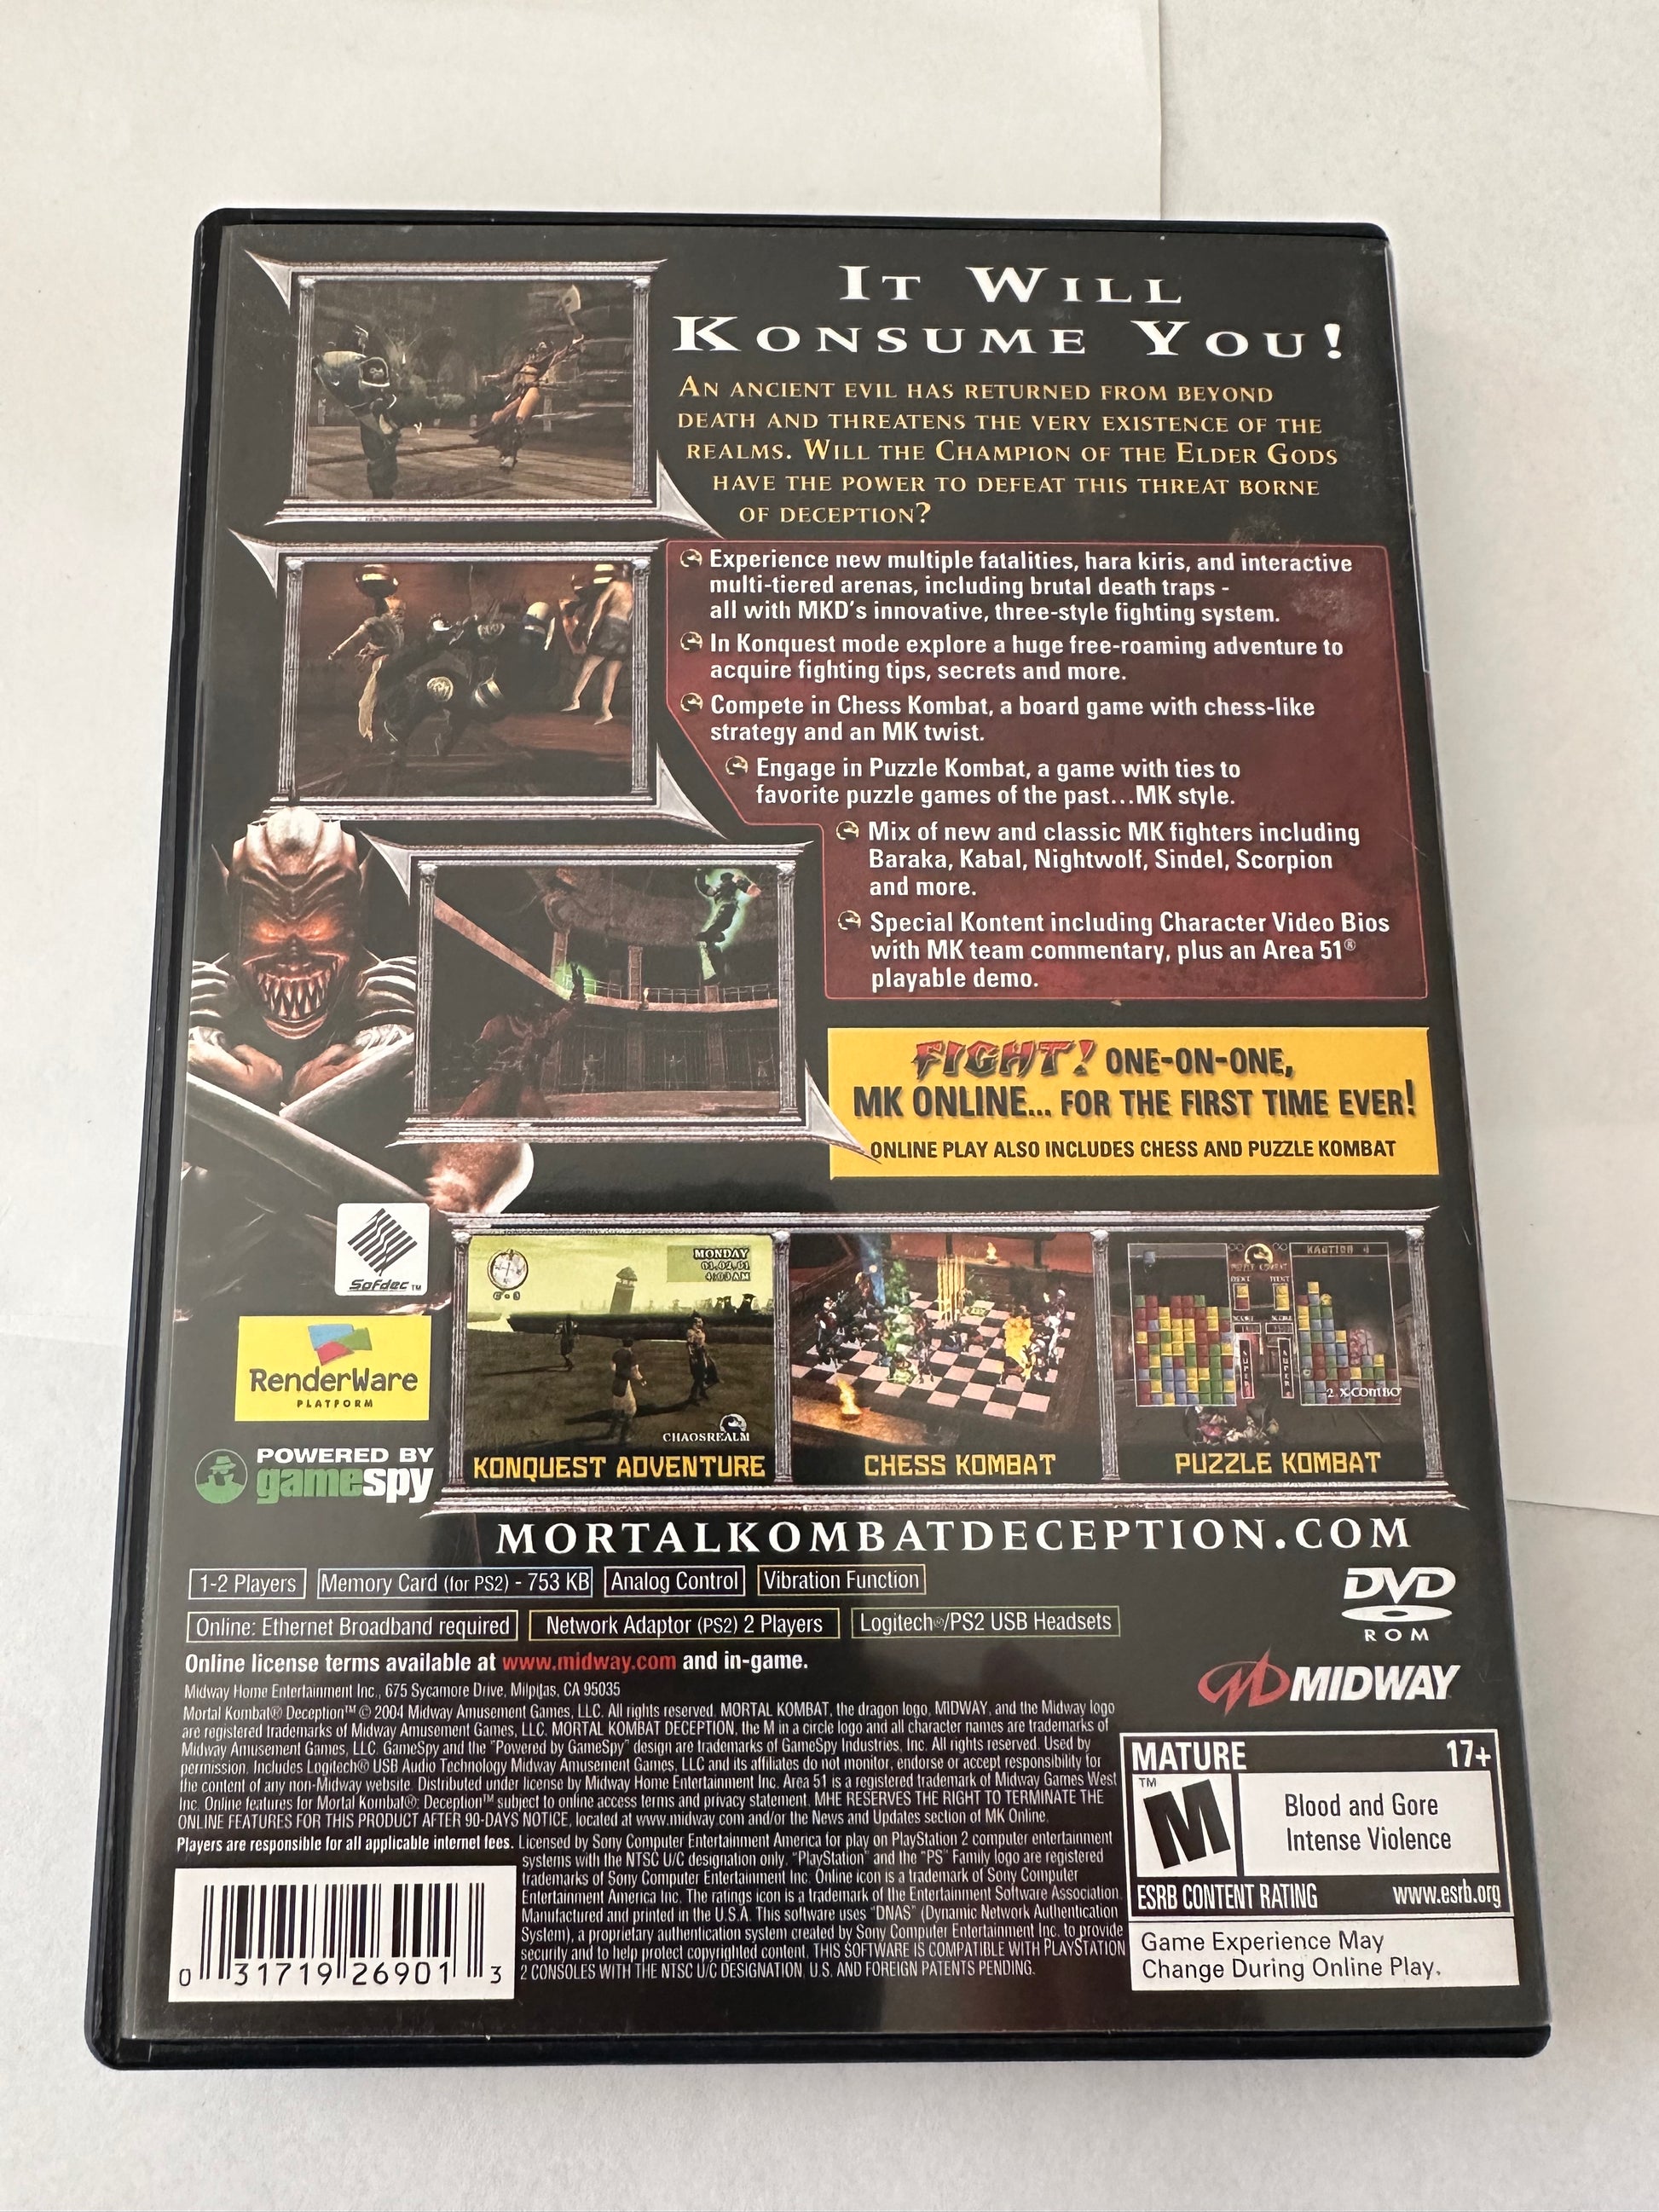 IT WILL
KONSUME YOU!
AN ANCIENT EVIL HAS RETURNED FROM BEYOND
DEATH AND THREATENS THE VERY EXISTENCE OF THE
REALMS. WILL THE CHAMPION OF THE ELDER GODS
HAVE THE POWER TO DEFEAT THIS THREAT BORNE
OF DECEPTION?
Experience new multiple fatalities, hara kiris, and interactive
multi-tiered arenas, including brutal death traps -
all with MKD's innovative, three-style fighting system.
In Konquest mode explore a huge free-roaming adventure to
acquire fighting tips, secrets and more.
Compete in Chess Kombat, a board game with chess-like
strategy and an MK twist.
Engage in Puzzle Kombat, a game with ties to
favorite puzzle games of the past...MK style.
Mix of new and classic MK fighters including
Baraka, Kabal, Nightwolf, Sindel, Scorpion
and more.
Special Kontent including Character Video Bios
with MK team commentary, plus an Area 51®
playable demo.
FIGHT! ONE-ON-ONE,
MK ONLINE... FOR THE FIRST TIME EVER!
ONLINE PLAY ALSO INCLUDES CHESS AND PUZZLE KOMBAT
Sofdec™
RenderWare
PLATFORM
POWERED BY
gamespy
MONDAY
01.02.01
4:03AM
CHAOSREALM
KONQUEST ADVENTURE
CHESS KOMBAT
PUZZLE KOMBAT
NEXT NEXT
2 X COMBO
PUZZLE KOMBAT
MORTALKOMBATDECEPTION.COM
1-2 Players
Memory Card (for PS2) - 753 KB
Analog Control
Vibration Function
Online: Ethernet Broadband required
Network Adaptor (PS2) 2 Players
Logitech®/PS2 USB Headsets
DVD
ROM
Online license terms available at www.midway.com and in-game.
MIDWAY
Midway Home Entertainment Inc., 675 Sycamore Drive, Milpitas, CA 95035
Mortal Kombat® Deception™ © 2004 Midway Amusement Games, LLC. All rights reserved. MORTAL KOMBAT, the dragon logo, MIDWAY, and the Midway logo
are registered trademarks of Midway Amusement Games, LLC. MORTAL KOMBAT DECEPTION, the M in a circle logo and all character names are trademarks of
Midway Amusement Games, LLC. GameSpy and the "Powered by GameSpy" design are trademarks of GameSpy Industries, Inc. All rights reserved. Used by
permission. Includes Logitech® USB Audio Technology Midway Amusement Games, LLC and its affiliates do not monitor, endorse or accept responsibility for
the content of any non-Midway website. Distributed under license by Midway Home Entertainment Inc. Area 51 is a registered trademark of Midway Games West
Inc. Online features for Mortal Kombat®: Deception™ subject to online access terms and privacy statement. MHE RESERVES THE RIGHT TO TERMINATE THE
ONLINE FEATURES FOR THIS PRODUCT AFTER 90-DAYS NOTICE, located at www.midway.com and/or the News and Updates section of MK Online.
Players are responsible for all applicable internet fees. Licensed by Sony Computer Entertainment America for play on PlayStation 2 computer entertainment
systems with the NTSC U/C designation only. "PlayStation" and the "PS" Family logo are registered
trademarks of Sony Computer Entertainment Inc. Online icon is a trademark of Sony Computer
Entertainment America Inc. The ratings icon is a trademark of the Entertainment Software Association.
Manufactured and printed in the U.S.A. This software uses "DNAS" (Dynamic Network Authentication
System), a proprietary authentication system created by Sony Computer Entertainment Inc. to provide
security and to help protect copyrighted content. THIS SOFTWARE IS COMPATIBLE WITH PLAYSTATION
2 CONSOLES WITH THE NTSC U/C DESIGNATION. U.S. AND FOREIGN PATENTS PENDING.
0 31719 26901 3
MATURE 17+
™
M
Blood and Gore
Intense Violence
ESRB CONTENT RATING www.esrb.org
Game Experience May
Change During Online Play.